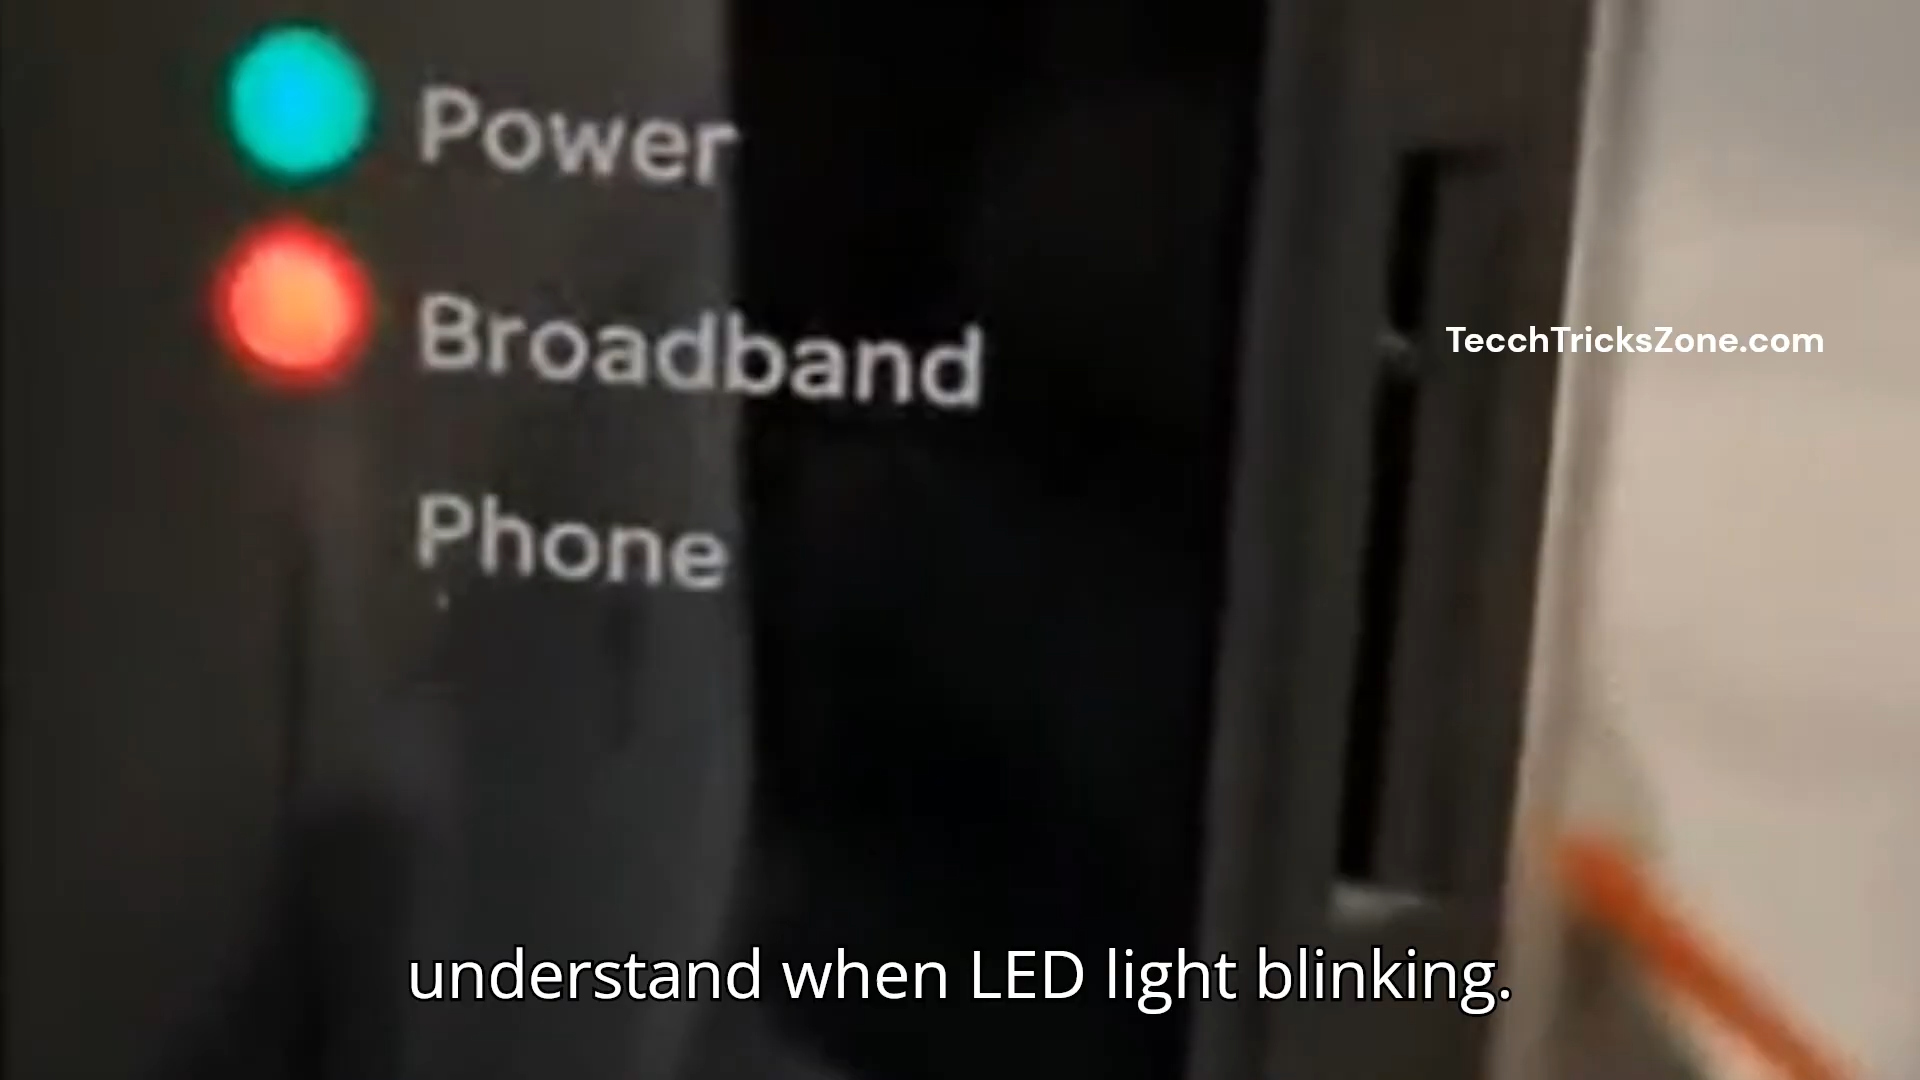 Power
Broadband
TecchTricksZone.com
Phone
understand when LED light blinking.